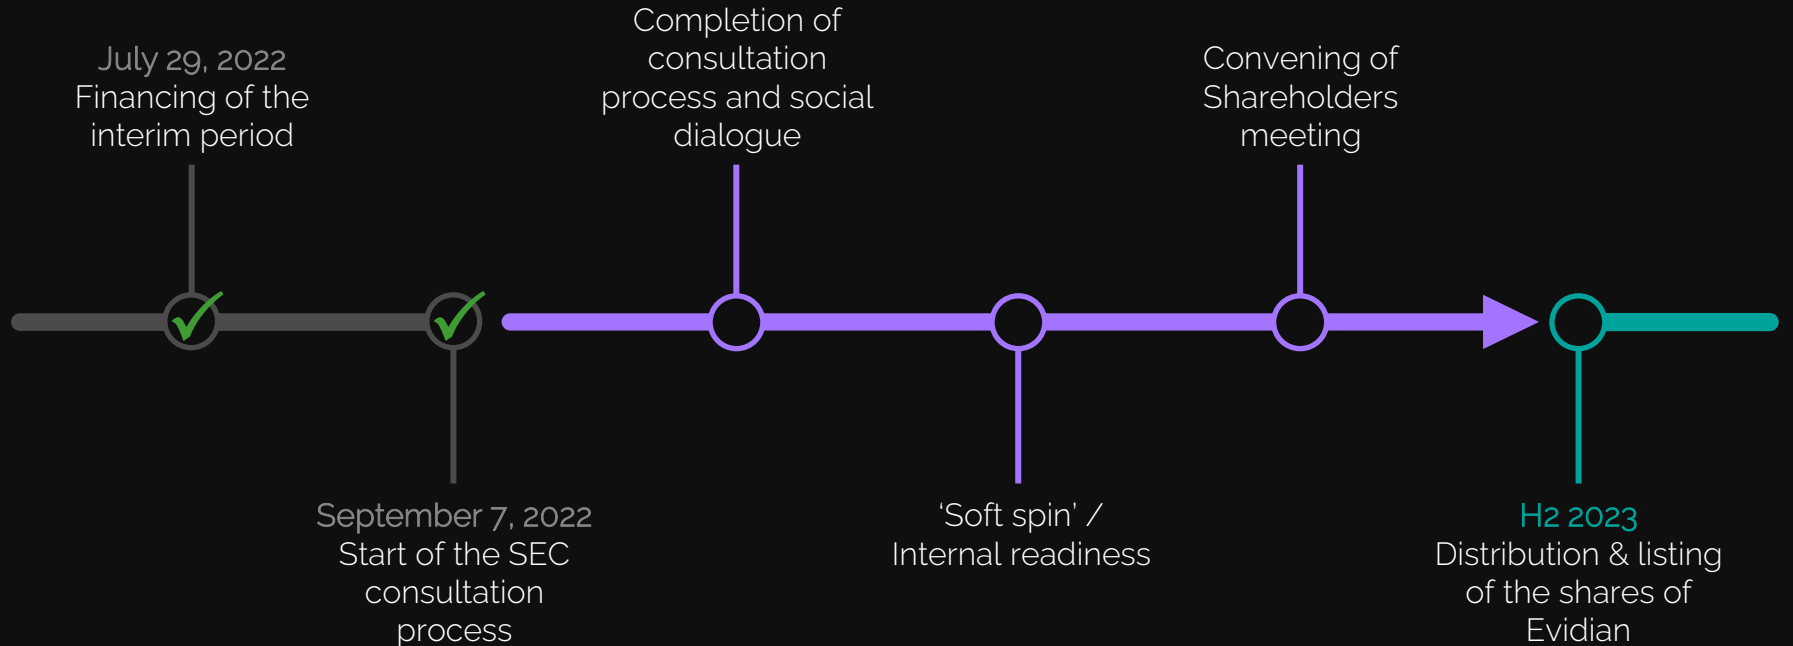 July 29, 2022
Financing of the
interim period
September 7, 2022
Start of the SEC
consultation
process
Completion of
consultation
process and social
dialogue
‘Soft spin’ /
Internal readiness
Convening of
Shareholders
meeting
H2 2023
Distribution & listing
of the shares of
Evidian